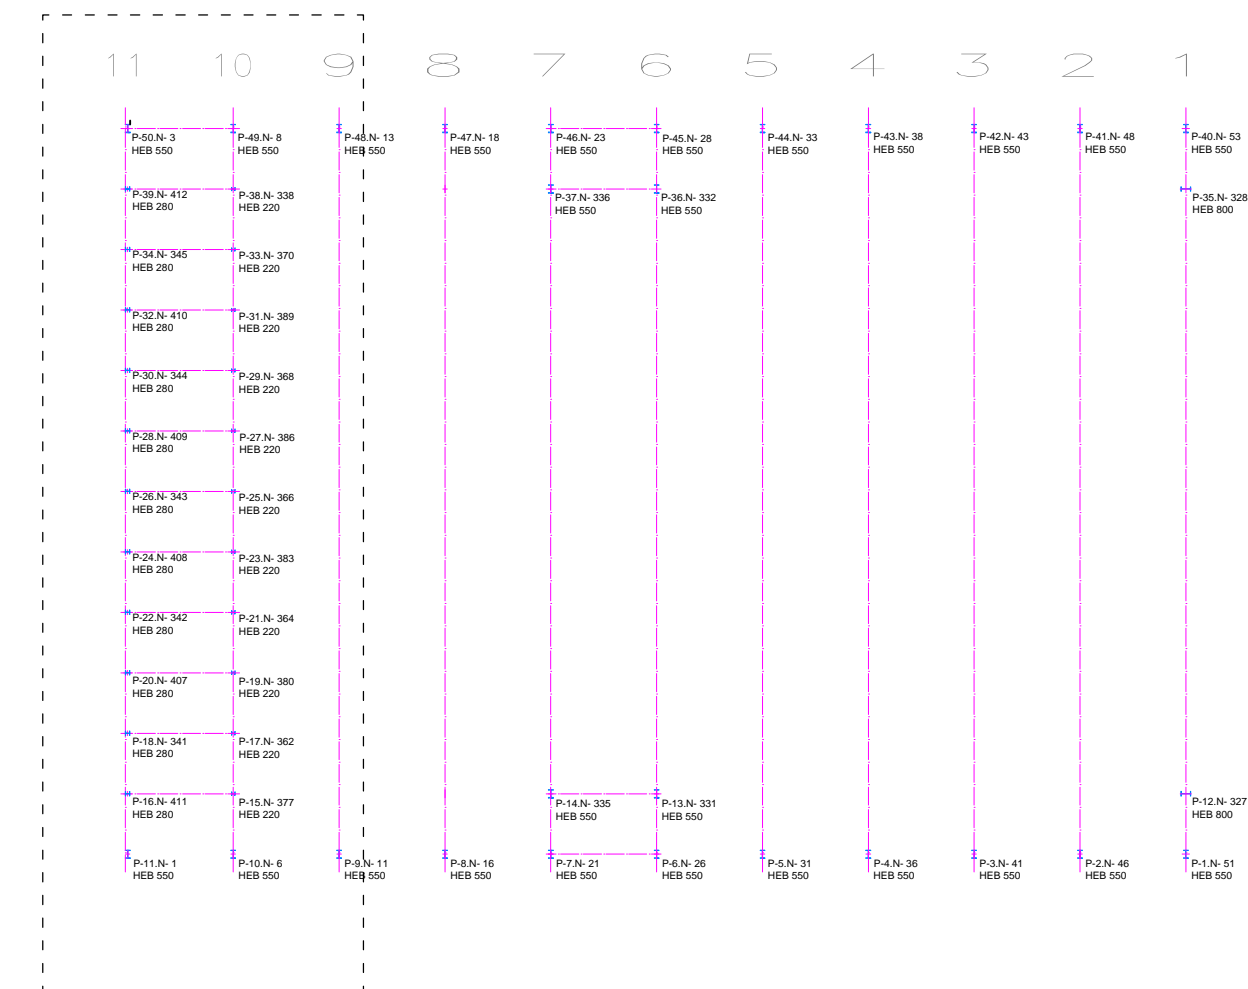 11 10 9 8 7 6 5 4 3 2 1
P-50.N- 3 P-49.N- 8 P-48.N- 13 P-47.N- 18 P-46.N- 23 P-45.N- 28 P-44.N- 33 P-43.N- 38 P-42.N- 43 P-41.N- 48 P-40.N- 53
HEB 550 HEB 550 HEB 550 HEB 550 HEB 550 HEB 550 HEB 550 HEB 550 HEB 550 HEB 550 HEB 550
P-39.N- 412 P-38.N- 338 P-37.N- 336 P-36.N- 332 P-35.N- 328
HEB 280 HEB 220 HEB 550 HEB 550 HEB 800
P-34.N- 345 P-33.N- 370
HEB 280 HEB 220
P-32.N- 410 P-31.N- 389
HEB 280 HEB 220
P-30.N- 344 P-29.N- 368
HEB 280 HEB 220
P-28.N- 409 P-27.N- 386
HEB 280 HEB 220
P-26.N- 343 P-25.N- 366
HEB 280 HEB 220
P-24.N- 408 P-23.N- 383
HEB 280 HEB 220
P-22.N- 342 P-21.N- 364
HEB 280 HEB 220
P-20.N- 407 P-19.N- 380
HEB 280 HEB 220
P-18.N- 341 P-17.N- 362
HEB 280 HEB 220
P-16.N- 411 P-15.N- 377 P-14.N- 335 P-13.N- 331 P-12.N- 327
HEB 280 HEB 220 HEB 550 HEB 550 HEB 800
P-11.N- 1 P-10.N- 6 P-9.N- 11 P-8.N- 16 P-7.N- 21 P-6.N- 26 P-5.N- 31 P-4.N- 36 P-3.N- 41 P-2.N- 46 P-1.N- 51
HEB 550 HEB 550 HEB 550 HEB 550 HEB 550 HEB 550 HEB 550 HEB 550 HEB 550 HEB 550 HEB 550